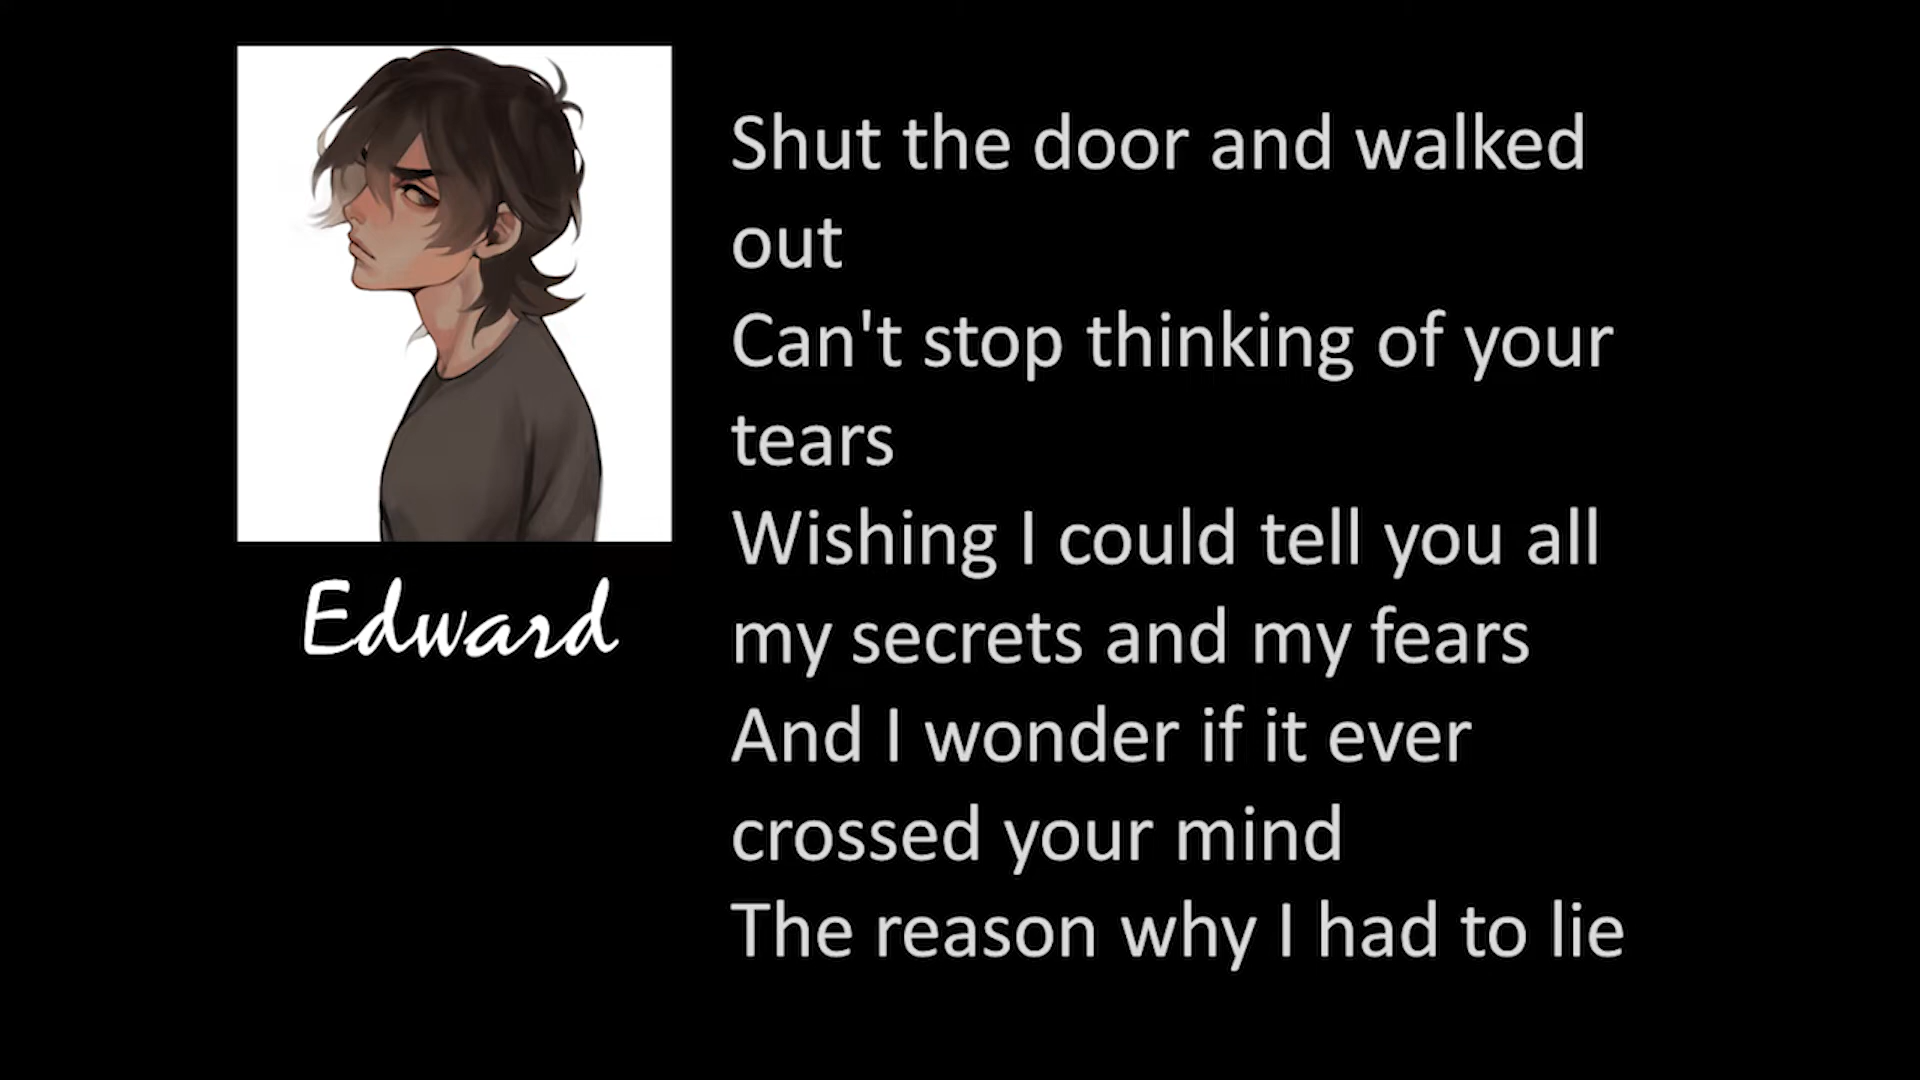 Edward
Shut the door and walked
out
Can't stop thinking of your
tears
Wishing I could tell you all
my secrets and my fears
And I wonder if it ever
crossed your mind
The reason why I had to lie